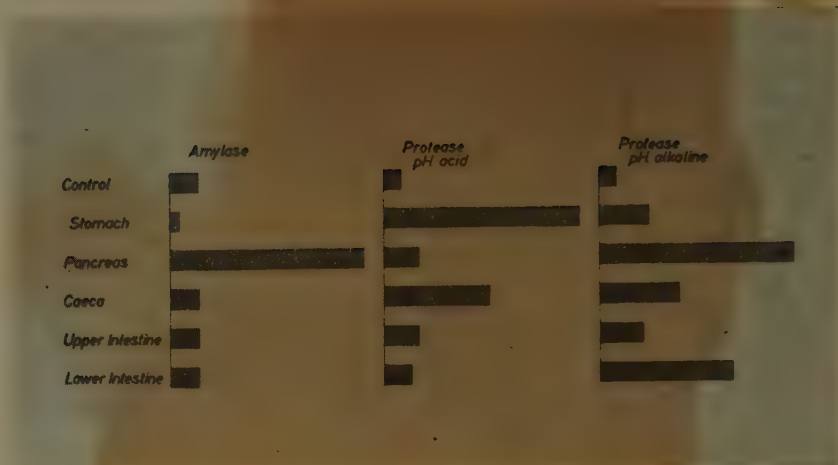 Amylase
Protease
pH acid
Protease
pH alkaline
Control
Stomach
Pancreas
Caeca
Upper Intestine
Lower Intestine